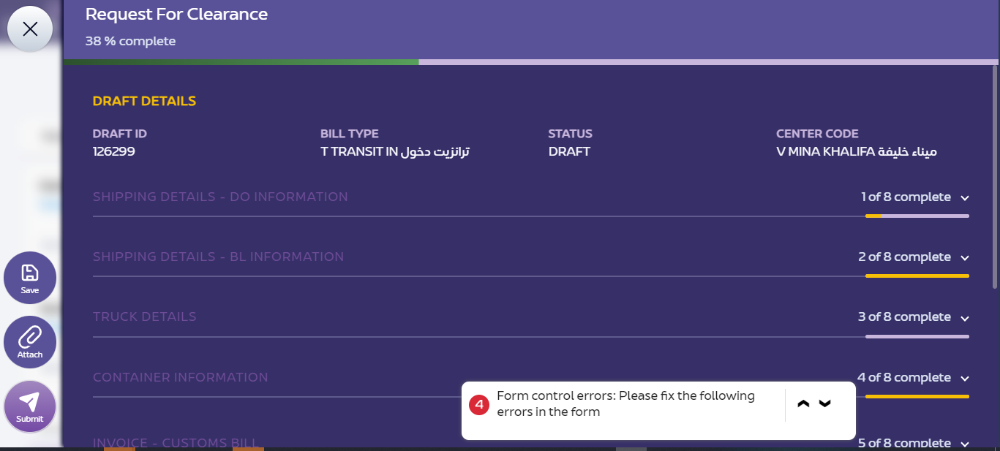 Request For Clearance
38 % complete
DRAFT DETAILS
DRAFT ID
126299
BILL TYPE
T TRANSIT IN ترانزيت دخول
STATUS
DRAFT
CENTER CODE
V MINA KHALIFA ميناء خليفة
SHIPPING DETAILS - DO INFORMATION
1 of 8 complete
SHIPPING DETAILS - BL INFORMATION
2 of 8 complete
Save
TRUCK DETAILS
3 of 8 complete
Attach
CONTAINER INFORMATION
4 of 8 complete
4
Form control errors: Please fix the following
errors in the form
Submit
INVOICE - CUSTOMS BILL
5 of 8 complete